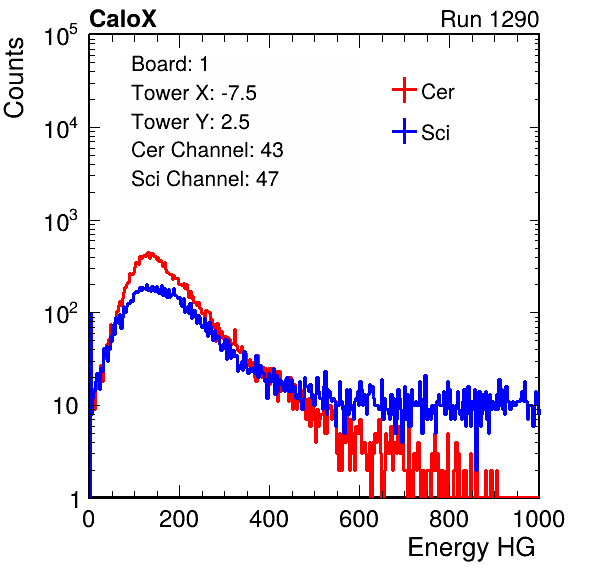 CaloX Run 1290
Counts
Board: 1
Tower X: -7.5
Tower Y: 2.5
Cer Channel: 43
Sci Channel: 47
Cer
Sci
10^5
10^4
10^3
10^2
10
1
0 200 400 600 800 1000
Energy HG